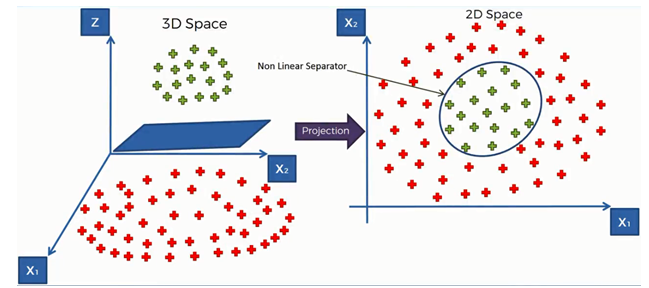 Z
3D Space
X2
X1
Projection
X2
2D Space
Non Linear Separator
X1